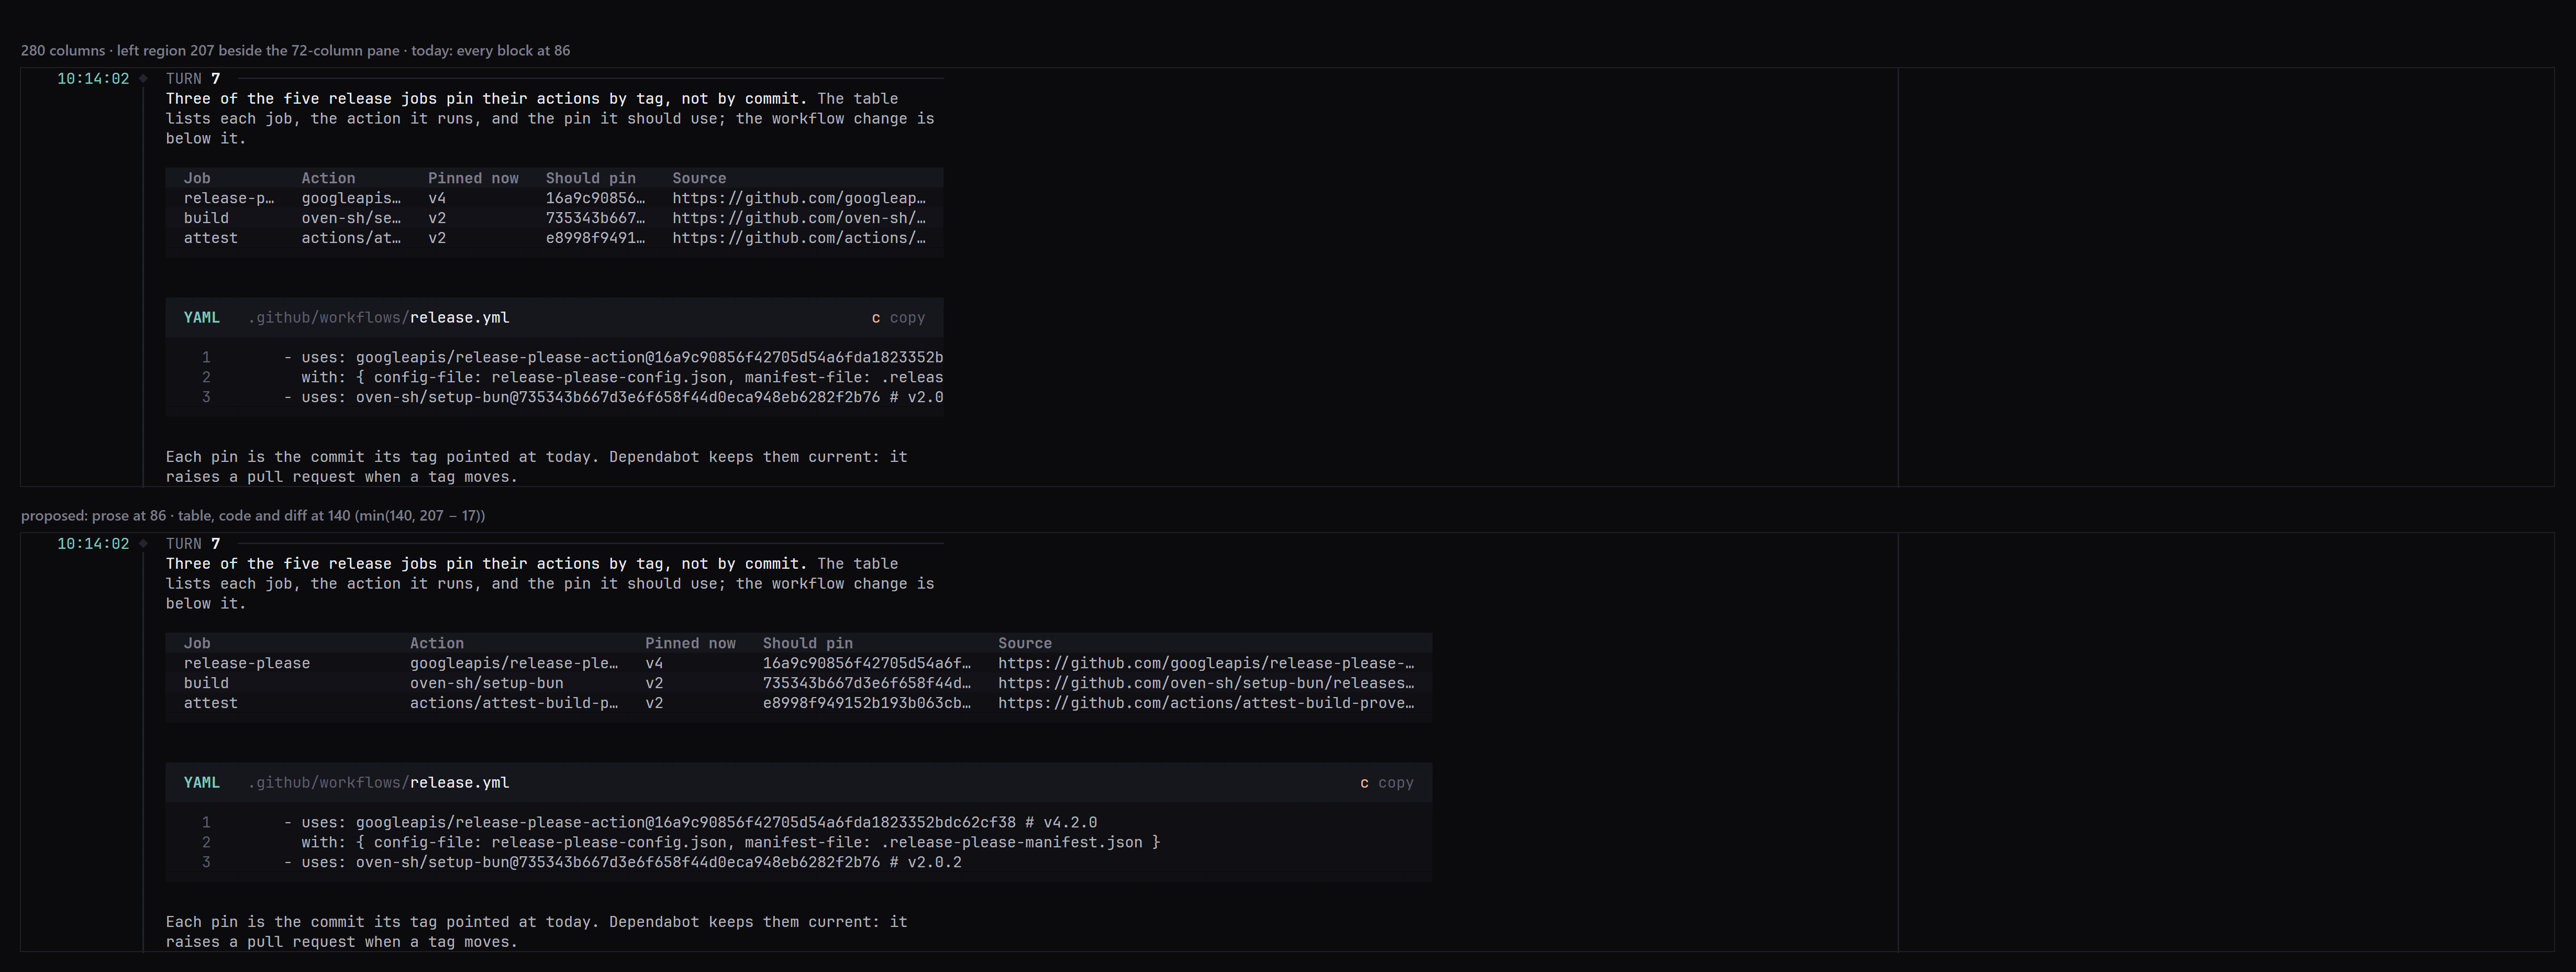 280 columns · left region 207 beside the 72-column pane · today: every block at 86
10:14:02 ◆ TURN 7
Three of the five release jobs pin their actions by tag, not by commit. The table
lists each job, the action it runs, and the pin it should use; the workflow change is
below it.
Job Action Pinned now Should pin Source
release-p… googleapis… v4 16a9c90856… https://github.com/googleap…
build oven-sh/se… v2 735343b667… https://github.com/oven-sh/…
attest actions/at… v2 e8998f9491… https://github.com/actions/…
YAML .github/workflows/release.yml c copy
1 - uses: googleapis/release-please-action@16a9c90856f42705d54a6fda1823352b
2 with: { config-file: release-please-config.json, manifest-file: .releas
3 - uses: oven-sh/setup-bun@735343b667d3e6f658f44d0eca948eb6282f2b76 # v2.0
Each pin is the commit its tag pointed at today. Dependabot keeps them current: it
raises a pull request when a tag moves.
proposed: prose at 86 · table, code and diff at 140 (min(140, 207 − 17))
10:14:02 ◆ TURN 7
Three of the five release jobs pin their actions by tag, not by commit. The table
lists each job, the action it runs, and the pin it should use; the workflow change is
below it.
Job Action Pinned now Should pin Source
release-please googleapis/release-ple… v4 16a9c90856f42705d54a6f… https://github.com/googleapis/release-please-…
build oven-sh/setup-bun v2 735343b667d3e6f658f44d… https://github.com/oven-sh/setup-bun/releases…
attest actions/attest-build-p… v2 e8998f949152b193b063cb… https://github.com/actions/attest-build-prove…
YAML .github/workflows/release.yml c copy
1 - uses: googleapis/release-please-action@16a9c90856f42705d54a6fda1823352bdc62cf38 # v4.2.0
2 with: { config-file: release-please-config.json, manifest-file: .release-please-manifest.json }
3 - uses: oven-sh/setup-bun@735343b667d3e6f658f44d0eca948eb6282f2b76 # v2.0.2
Each pin is the commit its tag pointed at today. Dependabot keeps them current: it
raises a pull request when a tag moves.